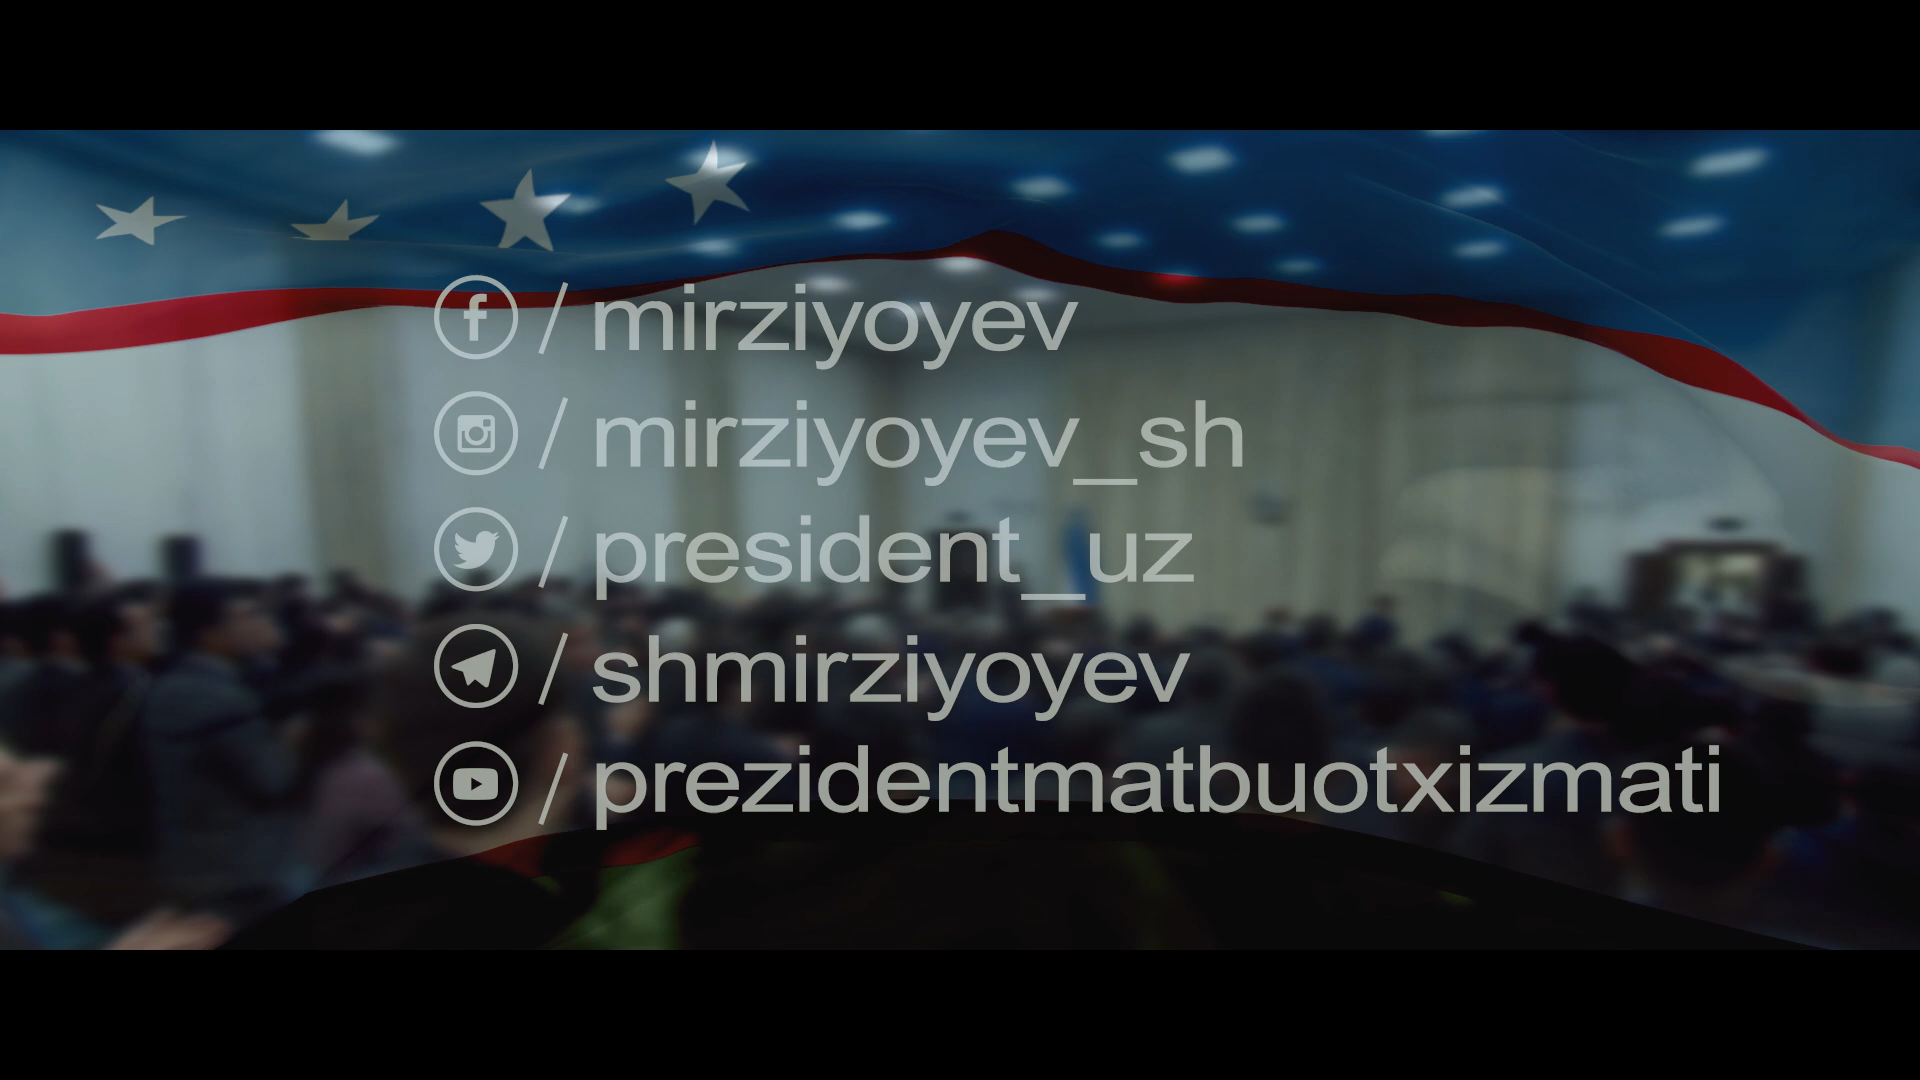 / mirziyoyev
/ mirziyoyev_sh
/ president_uz
/ shmirziyoyev
/ prezidentmatbuotxizmati